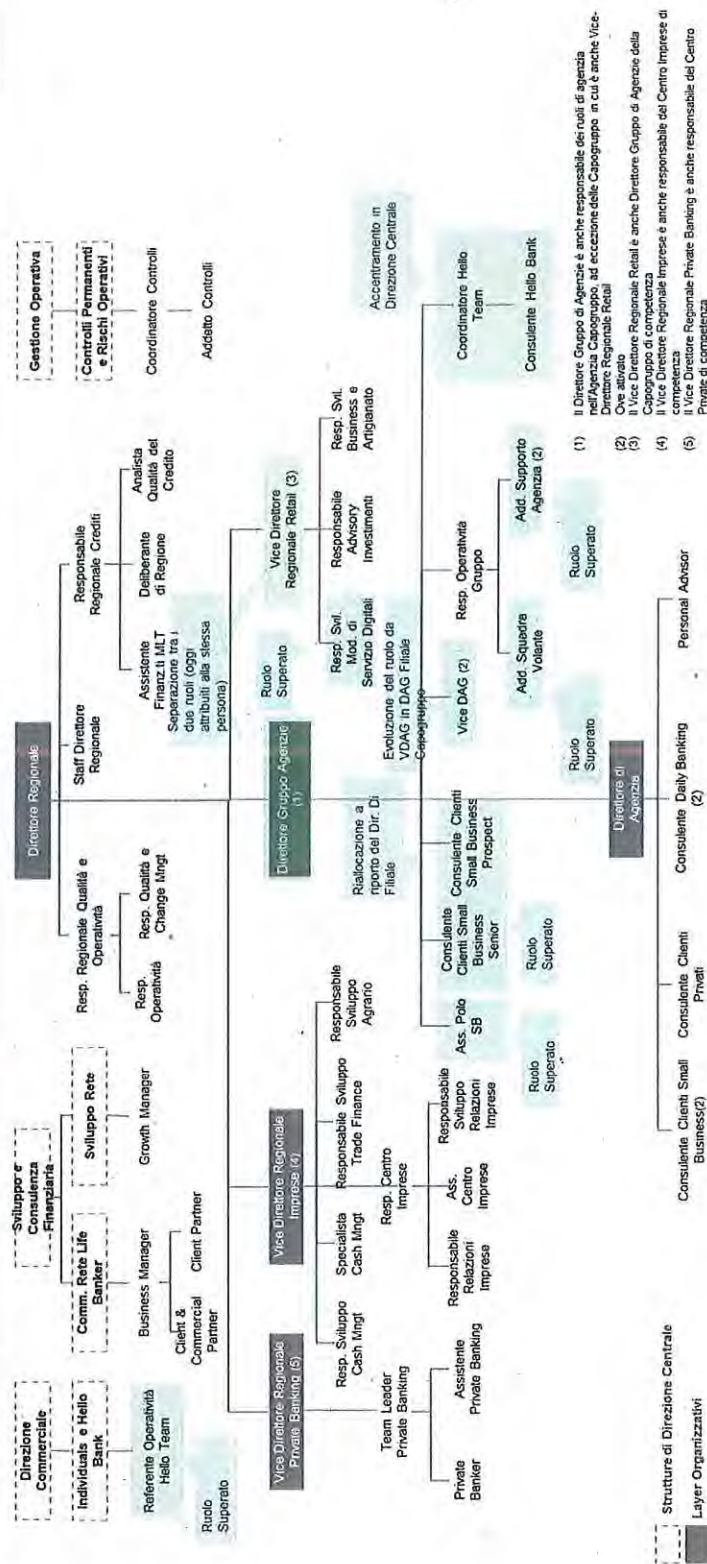 Direzione
Commerciale
Individuals e Hello
Bank
Referente Operatività
Hello Team
Ruolo
Superato
Sviluppo e
Consulenza
Finanziaria
Comm. Rete Life
Banker
Sviluppo Rete
Business Manager
Growth Manager
Client &
Commercial
Partner
Client Partner
Direttore Regionale
Resp. Regionale Qualità e
Operatività
Resp.
Operatività
Resp. Qualità e
Change Mngt
Staff Direttore
Regionale
Responsabile
Regionale Crediti
Assistente
Finanz.ti MLT
Separazione tra i
due ruoli (oggi
attribuiti alla stessa
persona)
Deliberante
di Regione
Analista
Qualità del
Credito
Gestione Operativa
Controlli Permanenti
e Rischi Operativi
Coordinatore Controlli
Addetto Controlli
Vice Direttore Regionale
Private Banking (5)
Team Leader
Private Banking
Private
Banker
Assistente
Private Banking
Vice Direttore Regionale
Imprese (4)
Resp. Sviluppo
Cash Mngt
Specialista
Cash Mngt
Responsabile Sviluppo
Trade Finance
Responsabile
Sviluppo
Agrario
Resp. Centro
Imprese
Responsabile
Relazioni
Imprese
Ass.
Centro
Imprese
Responsabile
Sviluppo
Relazioni
Imprese
Direttore Gruppo Agenzie
(1)
Ruolo
Superato
Vice Direttore
Regionale Retail (3)
Resp. Svil.
Mod. di
Servizio Digitali
Responsabile
Advisory
Investimenti
Resp. Svil.
Business e
Artigianato
Riallocazione a
riporto del Dir. Di
Filiale
Evoluzione del ruolo da
VDAG in DAG Filiale
Capogruppo
Accentramento in
Direzione Centrale
Ass. Polo
SB
Consulente
Clienti Small
Business
Senior
Consulente Clienti
Small Business
Prospect
Vice DAG (2)
Resp. Operatività
Gruppo
Coordinatore Hello
Team
Ruolo
Superato
Ruolo
Superato
Add. Squadra
Volante
Add. Supporto
Agenzia (2)
Consulente Hello Bank
Ruolo
Superato
Ruolo
Superato
Direttore di
Agenzia
Consulente Clienti Small
Business(2)
Consulente Clienti
Privati
Consulente Daily Banking
(2)
Personal Advisor
(1) Il Direttore Gruppo di Agenzie è anche responsabile dei ruoli di agenzia
nell'Agenzia Capogruppo, ad eccezione delle Capogruppo in cui è anche Vice-
Direttore Regionale Retail
(2) Ove attivato
(3) Il Vice Direttore Regionale Retail è anche Direttore Gruppo di Agenzie della
Capogruppo di competenza
(4) Il Vice Direttore Regionale Imprese è anche responsabile del Centro Imprese di
competenza
(5) Il Vice Direttore Regionale Private Banking è anche responsabile del Centro
Private di competenza
Strutture di Direzione Centrale
Layer Organizzativi